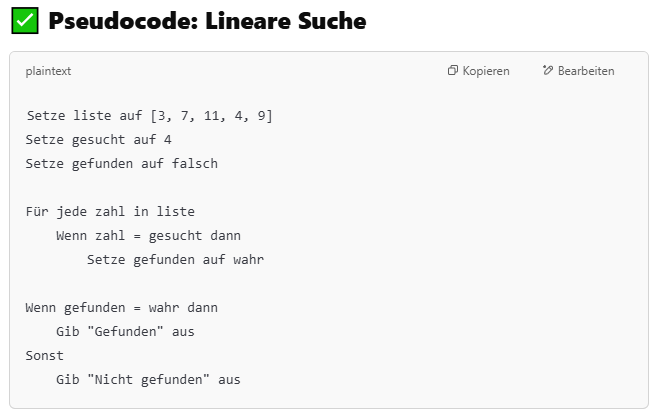 ✅ Pseudocode: Lineare Suche
plaintext Kopieren Bearbeiten
Setze liste auf [3, 7, 11, 4, 9]
Setze gesucht auf 4
Setze gefunden auf falsch
Für jede zahl in liste
    Wenn zahl = gesucht dann
        Setze gefunden auf wahr
Wenn gefunden = wahr dann
    Gib "Gefunden" aus
Sonst
    Gib "Nicht gefunden" aus